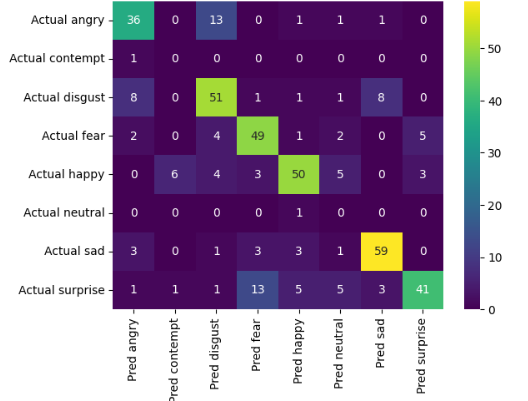 Actual angry 36 0 13 0 1 1 1 0
Actual contempt 1 0 0 0 0 0 0 0
Actual disgust 8 0 51 1 1 1 8 0
Actual fear 2 0 4 49 1 2 0 5
Actual happy 0 6 4 3 50 5 0 3
Actual neutral 0 0 0 0 1 0 0 0
Actual sad 3 0 1 3 3 1 59 0
Actual surprise 1 1 1 13 5 5 3 41
Pred angry
Pred contempt
Pred disgust
Pred fear
Pred happy
Pred neutral
Pred sad
Pred surprise
50
40
30
20
10
0